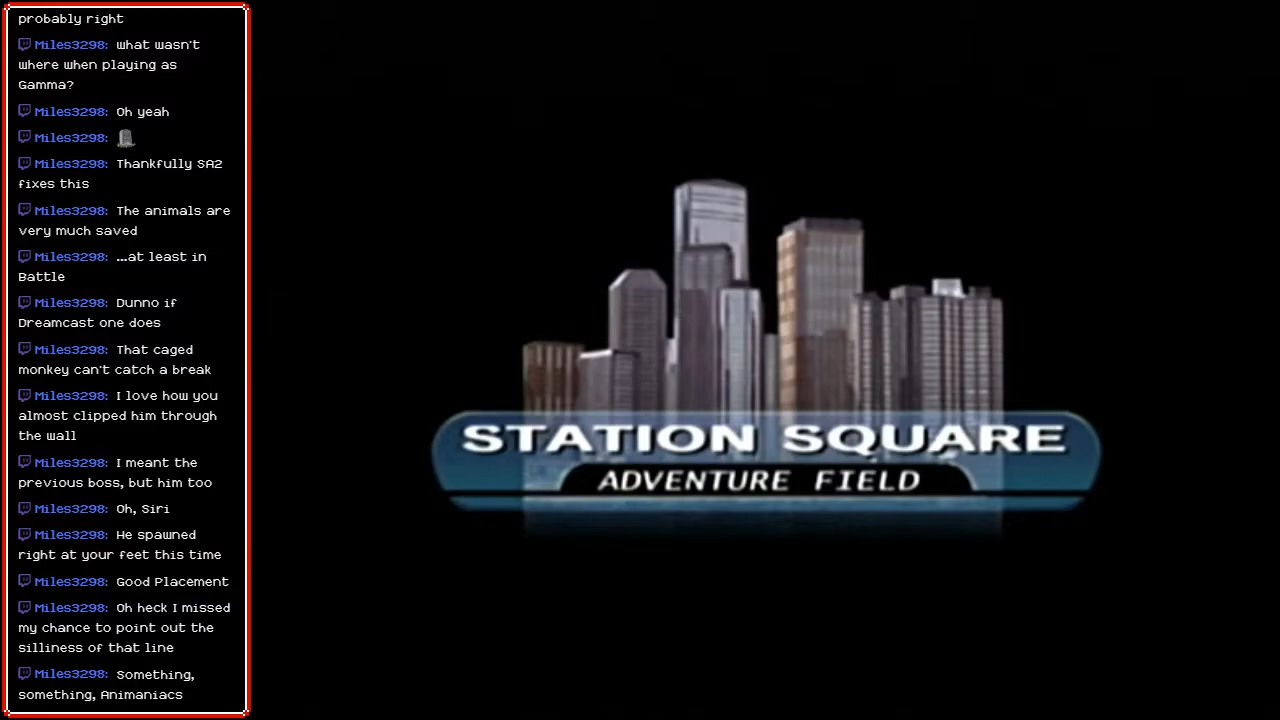 probably right
Miles3298: what wasn't
where when playing as
Gamma?
Miles3298: Oh yeah
Miles3298:
Miles3298: Thankfully SA2
fixes this
Miles3298: The animals are
very much saved
Miles3298: ...at least in
Battle
Miles3298: Dunno if
Dreamcast one does
Miles3298: That caged
monkey can't catch a break
Miles3298: I love how you
almost clipped him through
the wall
Miles3298: I meant the
previous boss, but him too
Miles3298: Oh, Siri
Miles3298: He spawned
right at your feet this time
Miles3298: Good Placement
Miles3298: Oh heck I missed
my chance to point out the
silliness of that line
Miles3298: Something,
something, Animaniacs
STATION SQUARE
ADVENTURE FIELD